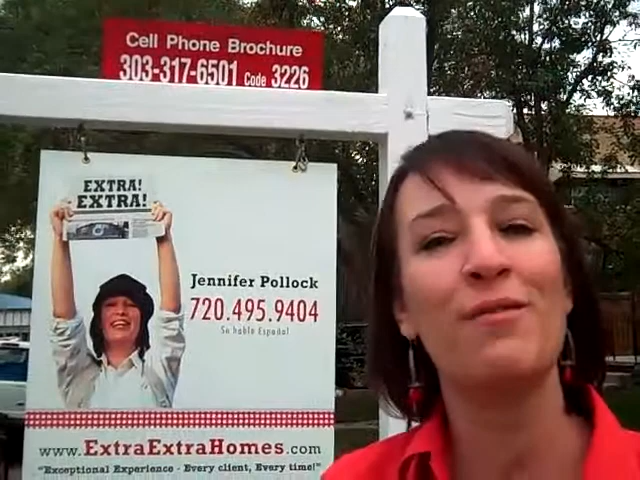 Cell Phone Brochure
303-317-6501 Code 3226
EXTRA!
EXTRA!
Jennifer Pollock
720.495.9404
Se habla Español
www.ExtraExtraHomes.com
"Exceptional Experience - Every client, Every time!"